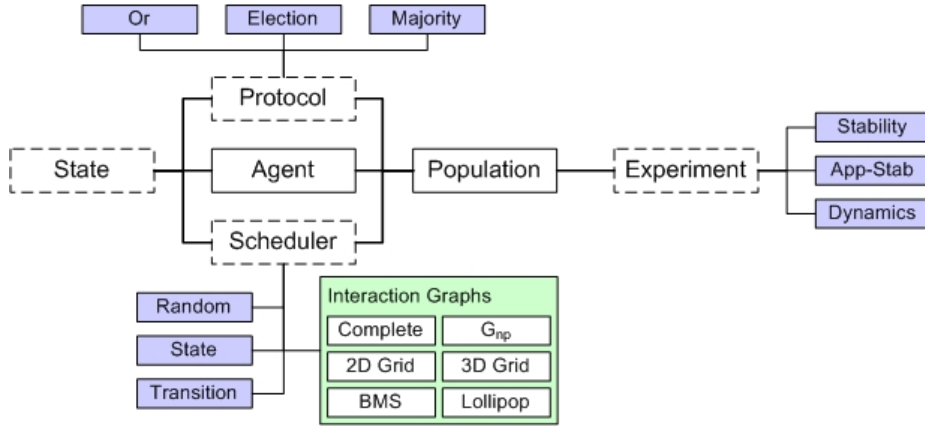 Or
Election
Majority
Protocol
State
Agent
Population
Experiment
Scheduler
Stability
App-Stab
Dynamics
Random
State
Transition
Interaction Graphs
Complete
Gnp
2D Grid
3D Grid
BMS
Lollipop